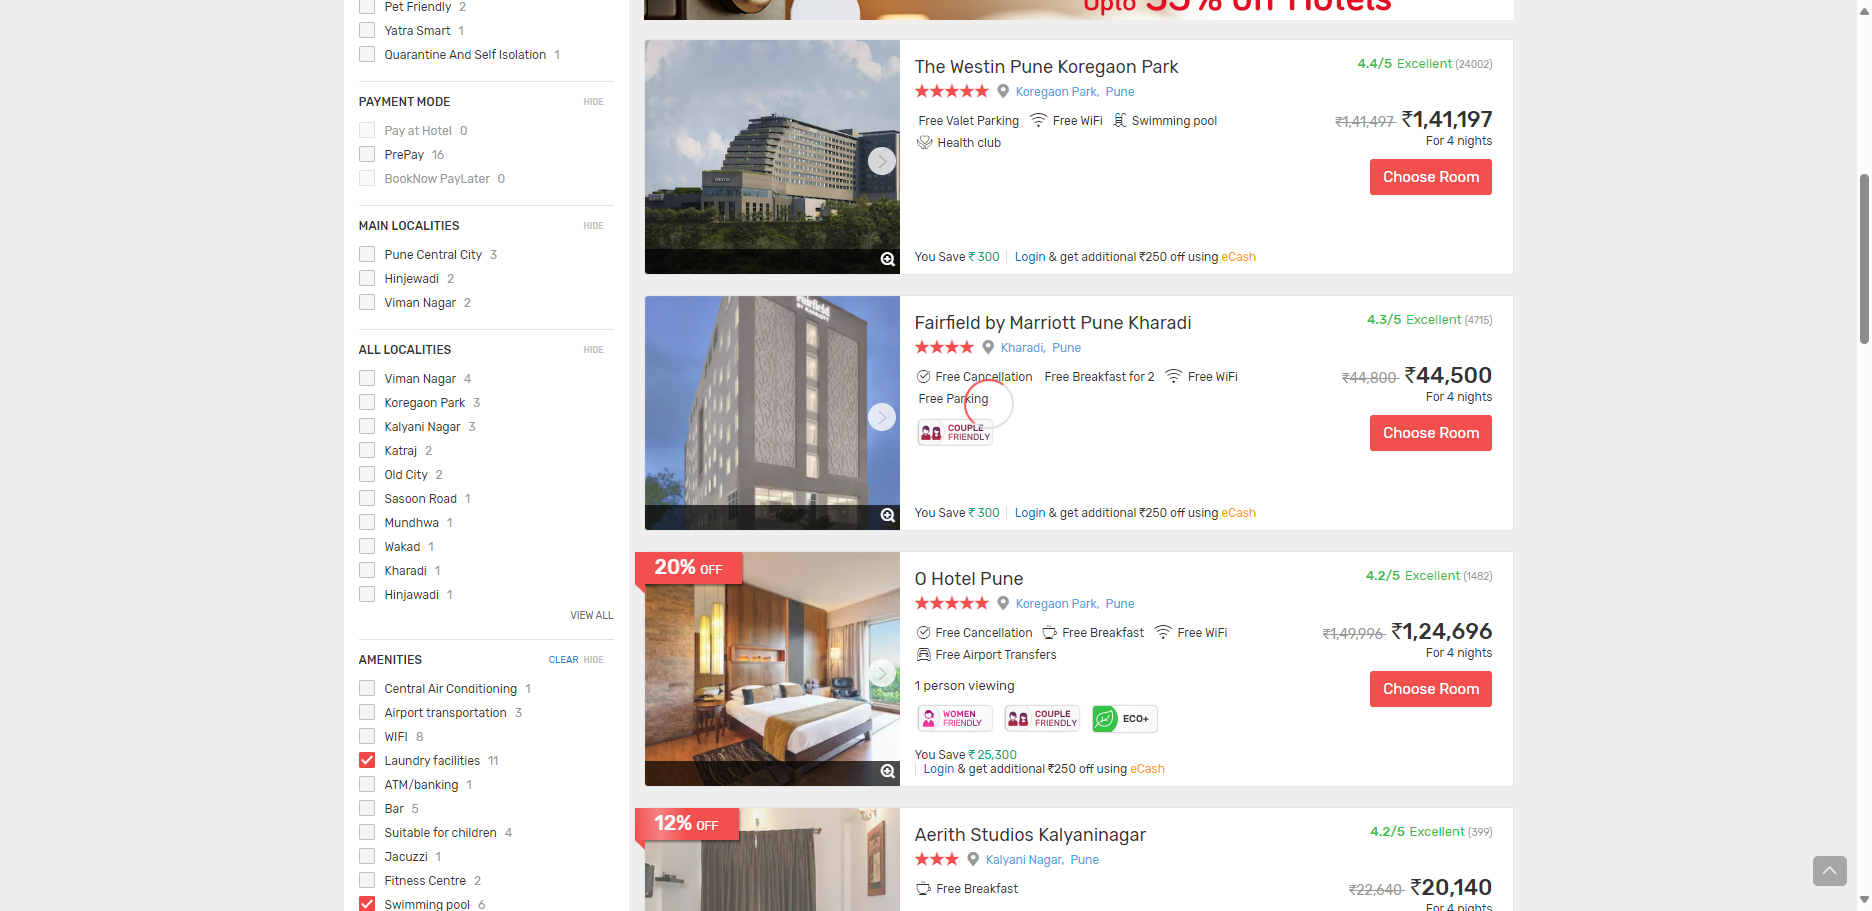 Pet Friendly 2
Yatra Smart 1
Quarantine And Self Isolation 1
PAYMENT MODE HIDE
Pay at Hotel 0
PrePay 16
BookNow PayLater 0
MAIN LOCALITIES HIDE
Pune Central City 3
Hinjewadi 2
Viman Nagar 2
ALL LOCALITIES HIDE
Viman Nagar 4
Koregaon Park 3
Kalyani Nagar 3
Katraj 2
Old City 2
Sasoon Road 1
Mundhwa 1
Wakad 1
Kharadi 1
Hinjawadi 1
VIEW ALL
AMENITIES CLEAR HIDE
Central Air Conditioning 1
Airport transportation 3
WIFI 8
Laundry facilities 11
ATM/banking 1
Bar 5
Suitable for children 4
Jacuzzi 1
Fitness Centre 2
Swimming pool 6
Upto 55% off Hotels
The Westin Pune Koregaon Park 4.4/5 Excellent (24002)
Koregaon Park, Pune
Free Valet Parking Free WiFi Swimming pool ₹1,41,497 ₹1,41,197
Health club For 4 nights
Choose Room
You Save ₹ 300 Login & get additional ₹250 off using eCash
WESTIN
Fairfield
BY MARRIOTT
Fairfield by Marriott Pune Kharadi 4.3/5 Excellent (4715)
Kharadi, Pune
Free Cancellation Free Breakfast for 2 Free WiFi ₹44,800 ₹44,500
Free Parking For 4 nights
COUPLE FRIENDLY
Choose Room
You Save ₹ 300 Login & get additional ₹250 off using eCash
20% OFF
O Hotel Pune 4.2/5 Excellent (1482)
Koregaon Park, Pune
Free Cancellation Free Breakfast Free WiFi ₹1,49,996 ₹1,24,696
Free Airport Transfers For 4 nights
1 person viewing Choose Room
WOMEN FRIENDLY COUPLE FRIENDLY ECO+
You Save ₹ 25,300
Login & get additional ₹250 off using eCash
12% OFF
Aerith Studios Kalyaninagar 4.2/5 Excellent (399)
Kalyani Nagar, Pune
Free Breakfast ₹22,640 ₹20,140
For 4 nights